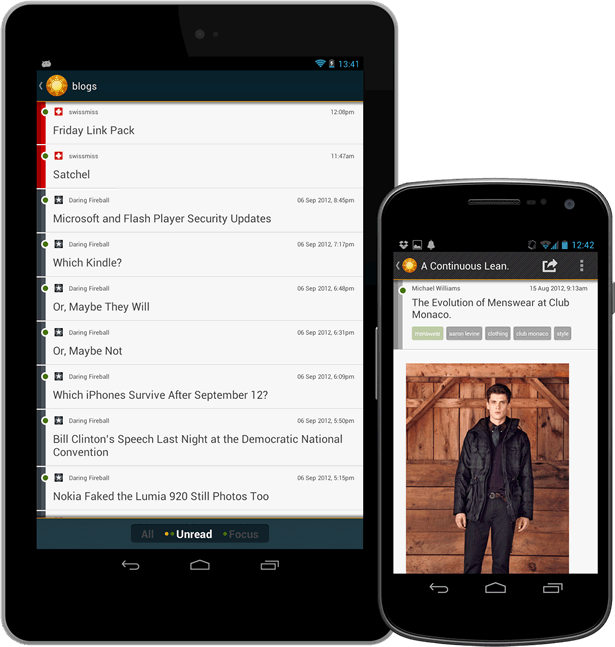 13:41
blogs
swissmiss 12:08pm
Friday Link Pack
swissmiss 11:47am
Satchel
Daring Fireball 06 Sep 2012, 8:45pm
Microsoft and Flash Player Security Updates
Daring Fireball 06 Sep 2012, 7:17pm
Which Kindle?
Daring Fireball 06 Sep 2012, 6:48pm
Or, Maybe They Will
Daring Fireball 06 Sep 2012, 6:31pm
Or, Maybe Not
Daring Fireball 06 Sep 2012, 6:09pm
Which iPhones Survive After September 12?
Daring Fireball 06 Sep 2012, 5:50pm
Bill Clinton's Speech Last Night at the Democratic National
Convention
Daring Fireball 06 Sep 2012, 5:15pm
Nokia Faked the Lumia 920 Still Photos Too
All Unread Focus
12:42
A Continuous Lean.
Michael Williams 15 Aug 2012, 9:13am
The Evolution of Menswear at Club
Monaco.
menswear aaron levine clothing club monaco style